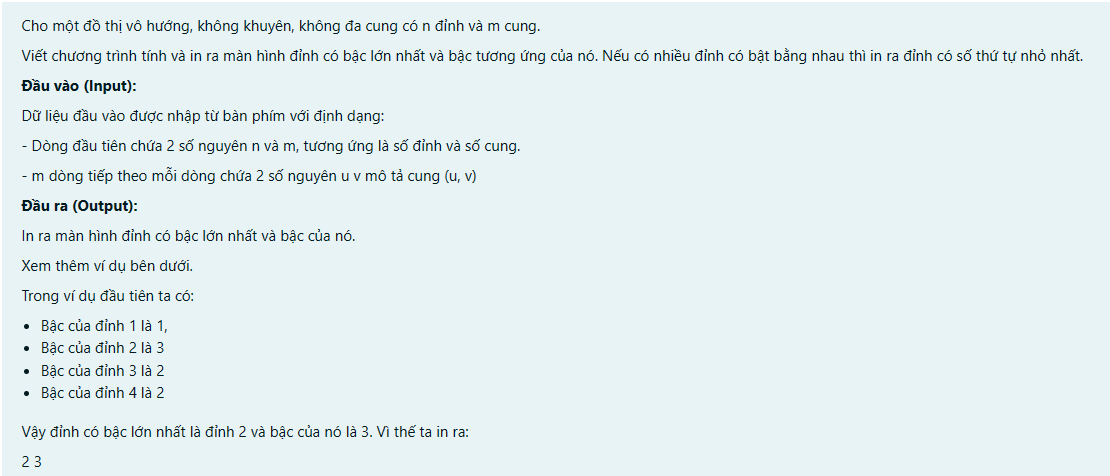 Cho một đồ thị vô hướng, không khuyên, không đa cung có n đỉnh và m cung.
Viết chương trình tính và in ra màn hình đỉnh có bậc lớn nhất và bậc tương ứng của nó. Nếu có nhiều đỉnh có bật bằng nhau thì in ra đỉnh có số thứ tự nhỏ nhất.
Đầu vào (Input):
Dữ liệu đầu vào được nhập từ bàn phím với định dạng:
- Dòng đầu tiên chứa 2 số nguyên n và m, tương ứng là số đỉnh và số cung.
- m dòng tiếp theo mỗi dòng chứa 2 số nguyên u v mô tả cung (u, v)
Đầu ra (Output):
In ra màn hình đỉnh có bậc lớn nhất và bậc của nó.
Xem thêm ví dụ bên dưới.
Trong ví dụ đầu tiên ta có:
• Bậc của đỉnh 1 là 1,
• Bậc của đỉnh 2 là 3
• Bậc của đỉnh 3 là 2
• Bậc của đỉnh 4 là 2
Vậy đỉnh có bậc lớn nhất là đỉnh 2 và bậc của nó là 3. Vì thế ta in ra:
2 3